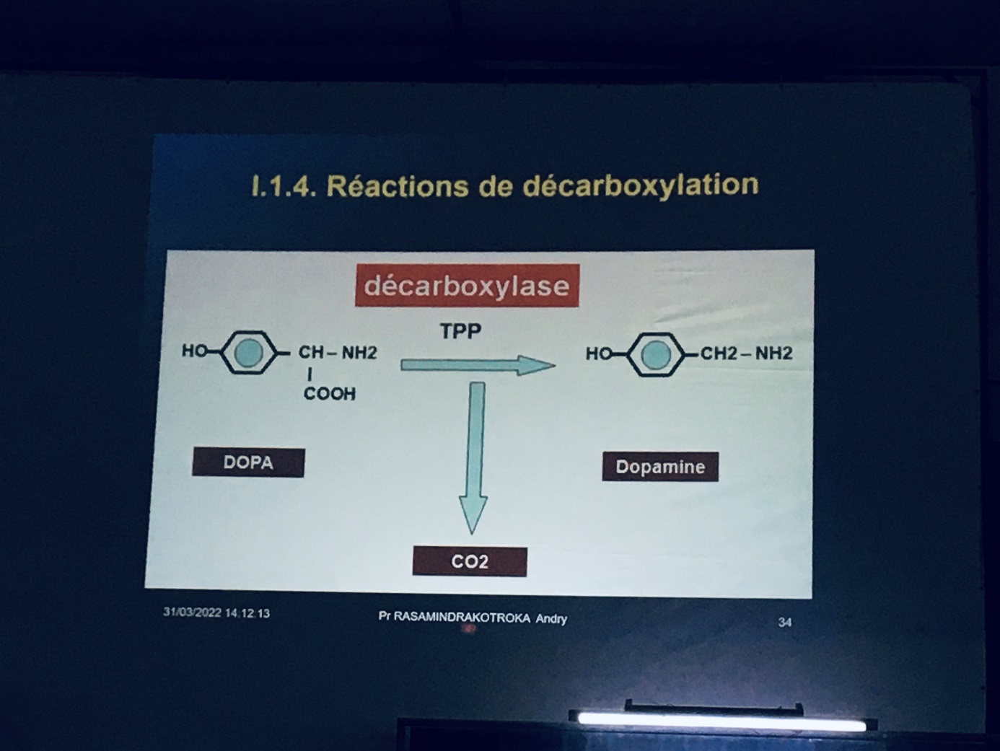 I.1.4. Réactions de décarboxylation
décarboxylase
TPP
HO
CH – NH2
COOH
HO
CH2 – NH2
DOPA
Dopamine
CO2
31/03/2022 14:12:13
Pr RASAMINDRAKOTROKA Andry
34